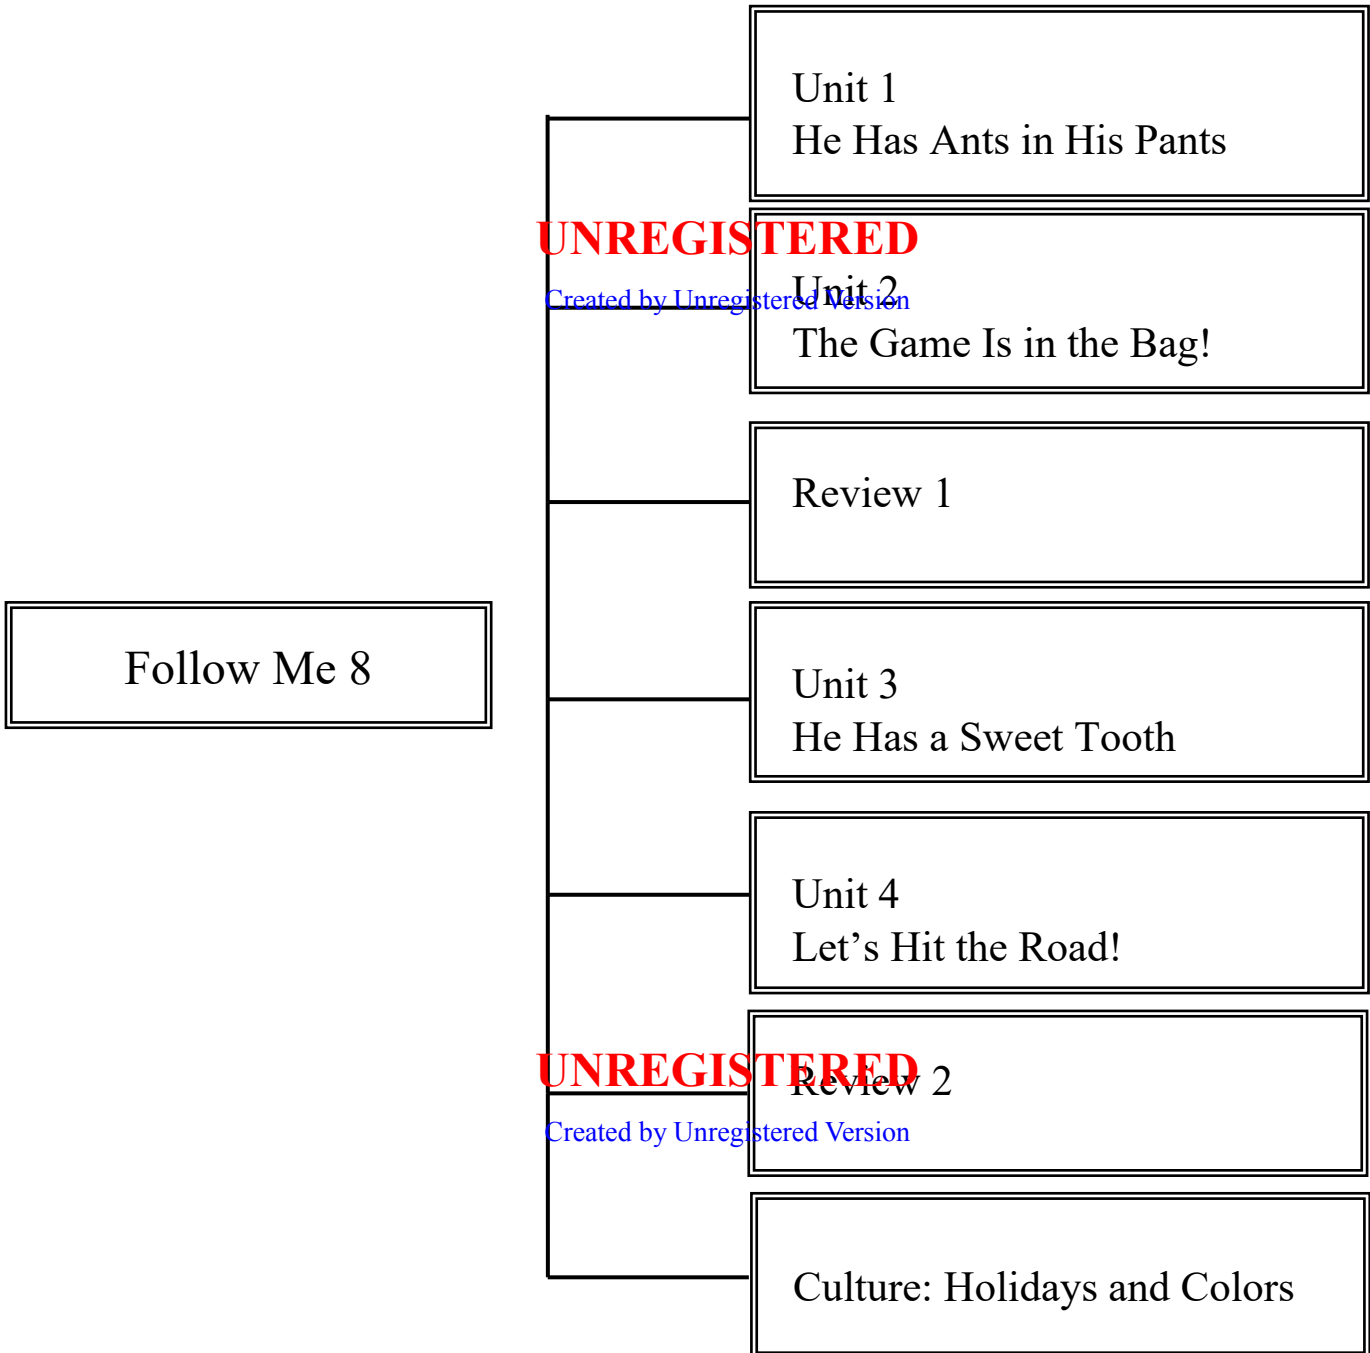 Unit 1
He Has Ants in His Pants
UNREGISTERED
Created by Unregistered Version
Unit 2
The Game Is in the Bag!
Review 1
Follow Me 8
Unit 3
He Has a Sweet Tooth
Unit 4
Let’s Hit the Road!
UNREGISTERED
Review 2
Created by Unregistered Version
Culture: Holidays and Colors